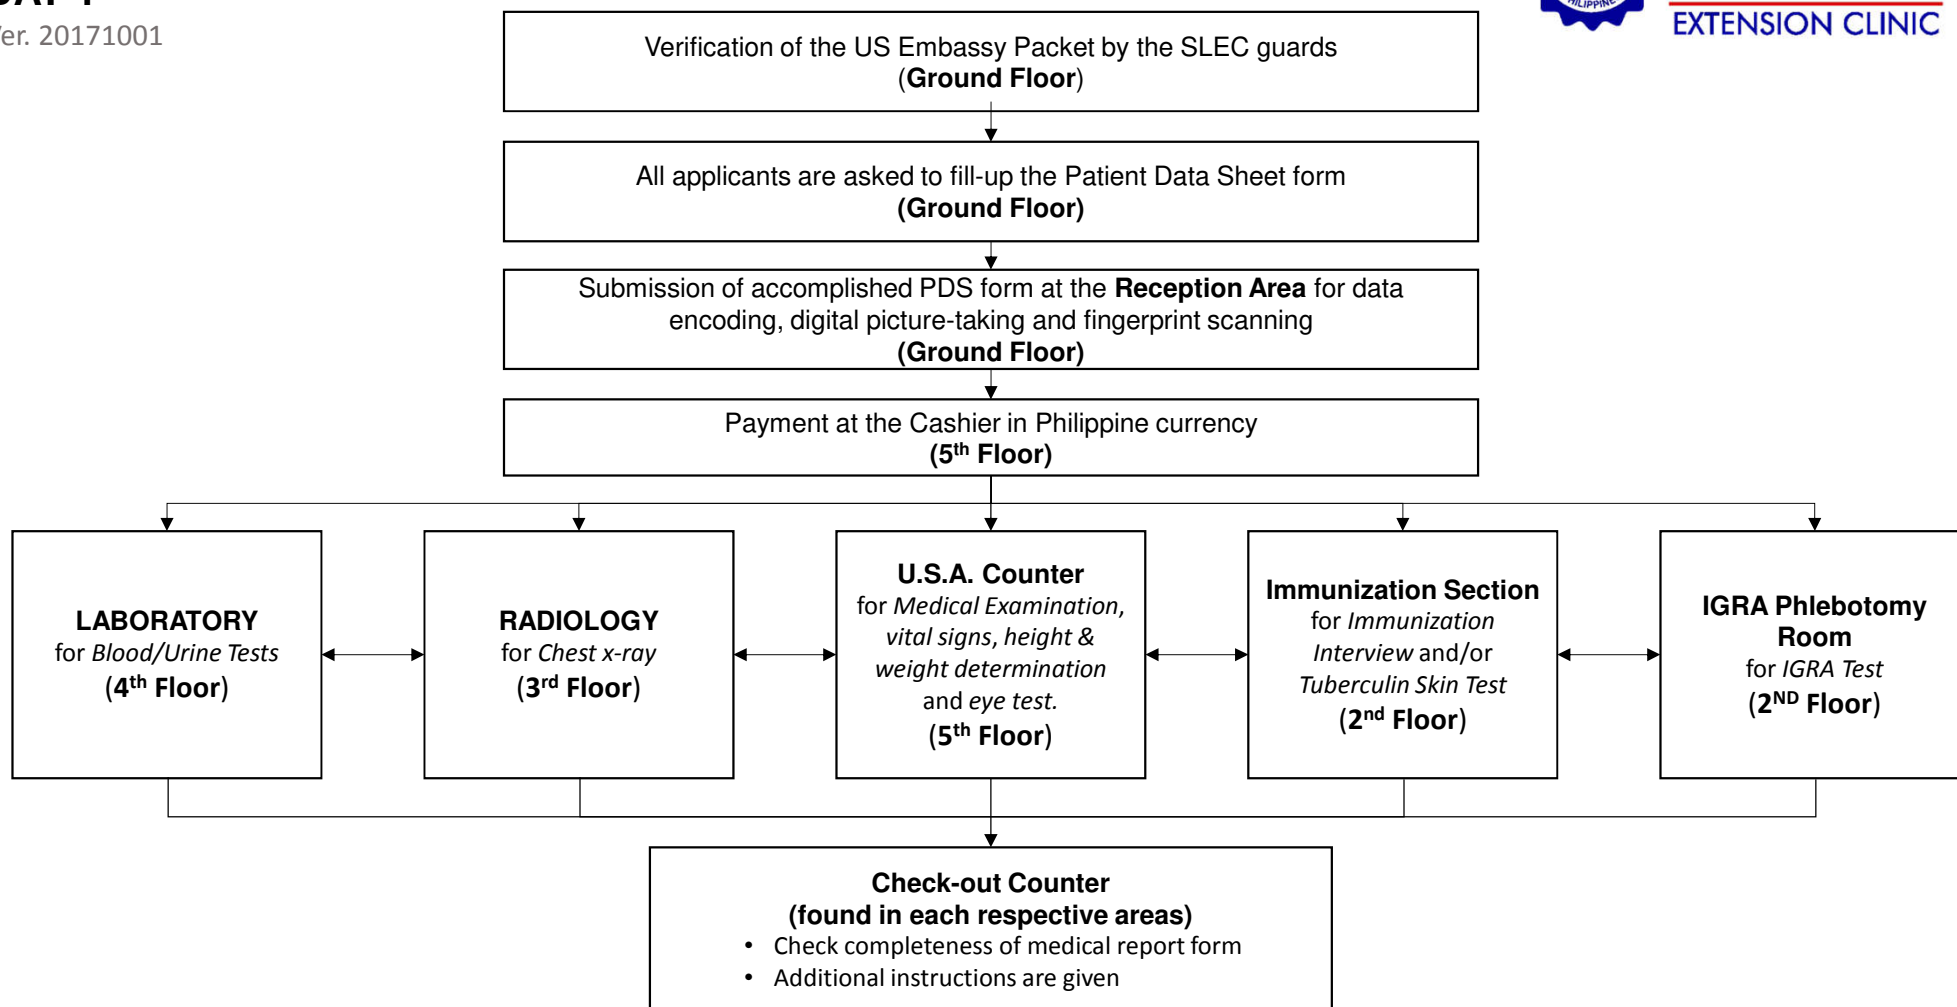 Ver. 20171001
PHILIPPINE
EXTENSION CLINIC
Verification of the US Embassy Packet by the SLEC guards
(Ground Floor)
All applicants are asked to fill-up the Patient Data Sheet form
(Ground Floor)
Submission of accomplished PDS form at the Reception Area for data
encoding, digital picture-taking and fingerprint scanning
(Ground Floor)
Payment at the Cashier in Philippine currency
(5th Floor)
LABORATORY
for Blood/Urine Tests
(4th Floor)
RADIOLOGY
for Chest x-ray
(3rd Floor)
U.S.A. Counter
for Medical Examination,
vital signs, height &
weight determination
and eye test.
(5th Floor)
Immunization Section
for Immunization
Interview and/or
Tuberculin Skin Test
(2nd Floor)
IGRA Phlebotomy
Room
for IGRA Test
(2ND Floor)
Check-out Counter
(found in each respective areas)
• Check completeness of medical report form
• Additional instructions are given